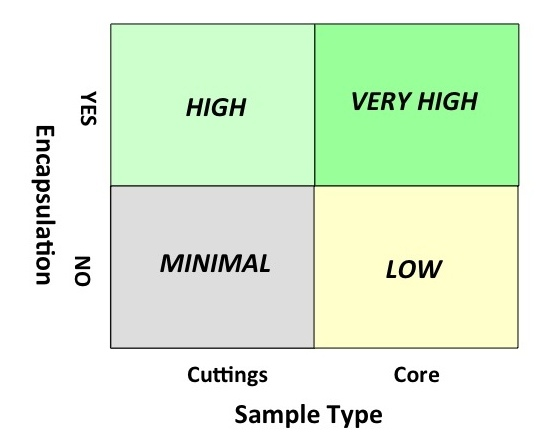 YES
HIGH
VERY HIGH
Encapsulation
NO
MINIMAL
LOW
Cuttings
Core
Sample Type